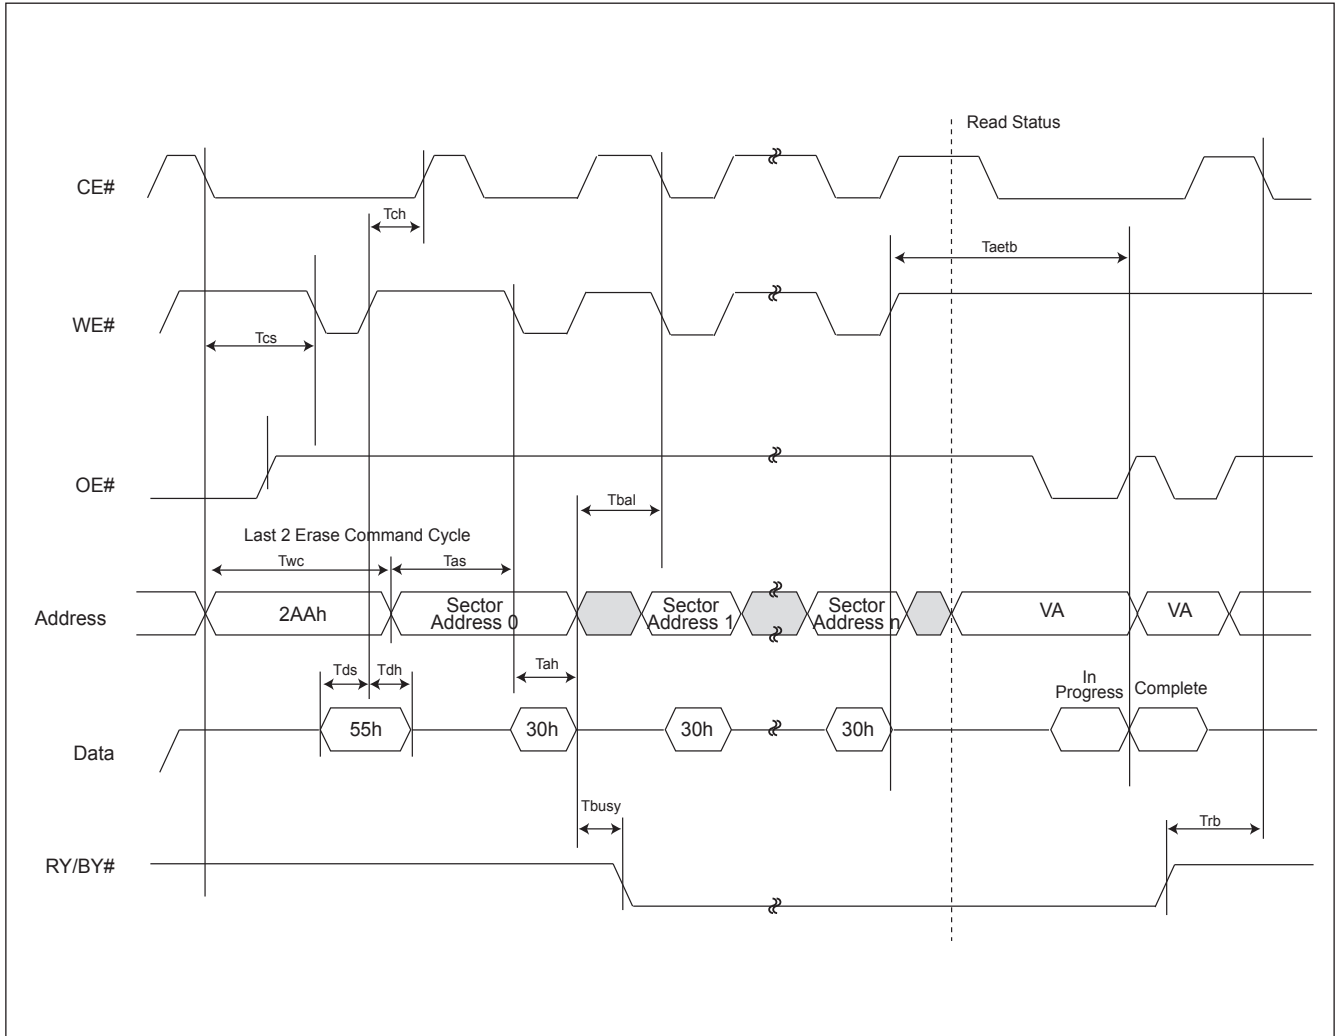 Read Status
CE#
Tch
Taetb
WE#
Tcs
OE#
Tbal
Last 2 Erase Command Cycle
Twc
Tas
Address
2AAh
Sector
Address 0
Sector
Address 1
Sector
Address n
VA
VA
Tds
Tdh
Tah
In
Progress
Complete
Data
55h
30h
30h
30h
Tbusy
Trb
RY/BY#